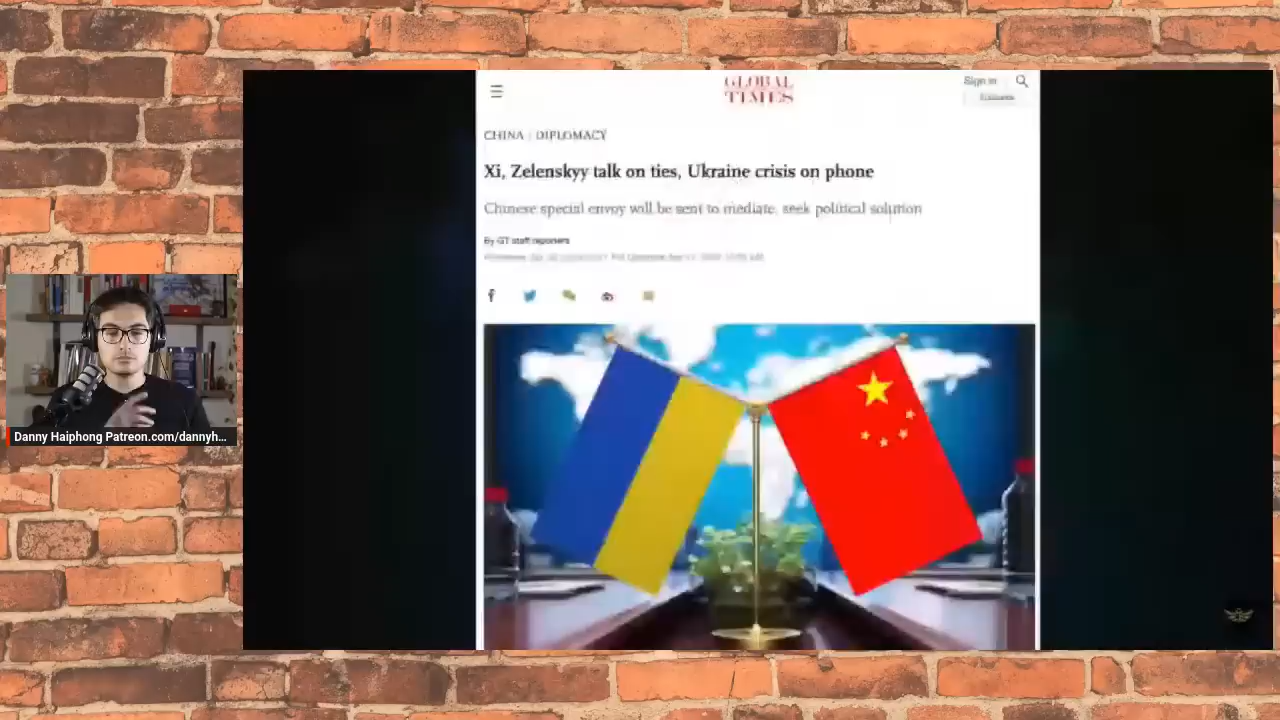 GLOBAL
TIMES
Sign in
CHINA / DIPLOMACY
Xi, Zelenskyy talk on ties, Ukraine crisis on phone
Chinese special envoy will be sent to mediate, seek political solution
By GT staff reporters
Danny Haiphong Patreon.com/dannyh...